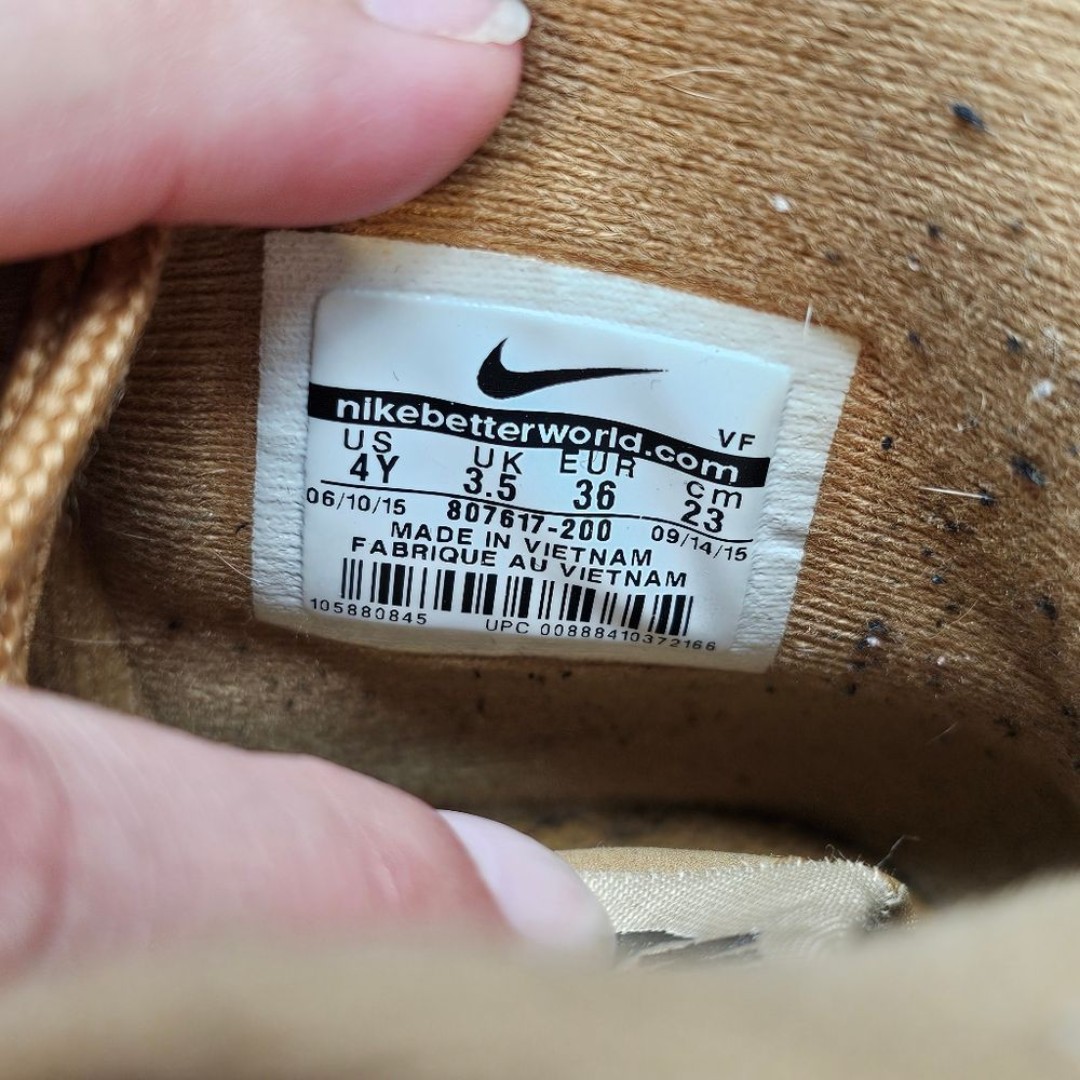 nikebetterworld.com
VF
US UK EUR cm
4Y 3.5 36 23
06/10/15 807617-200 09/14/15
MADE IN VIETNAM
FABRIQUE AU VIETNAM
105880845 UPC 00888410372166